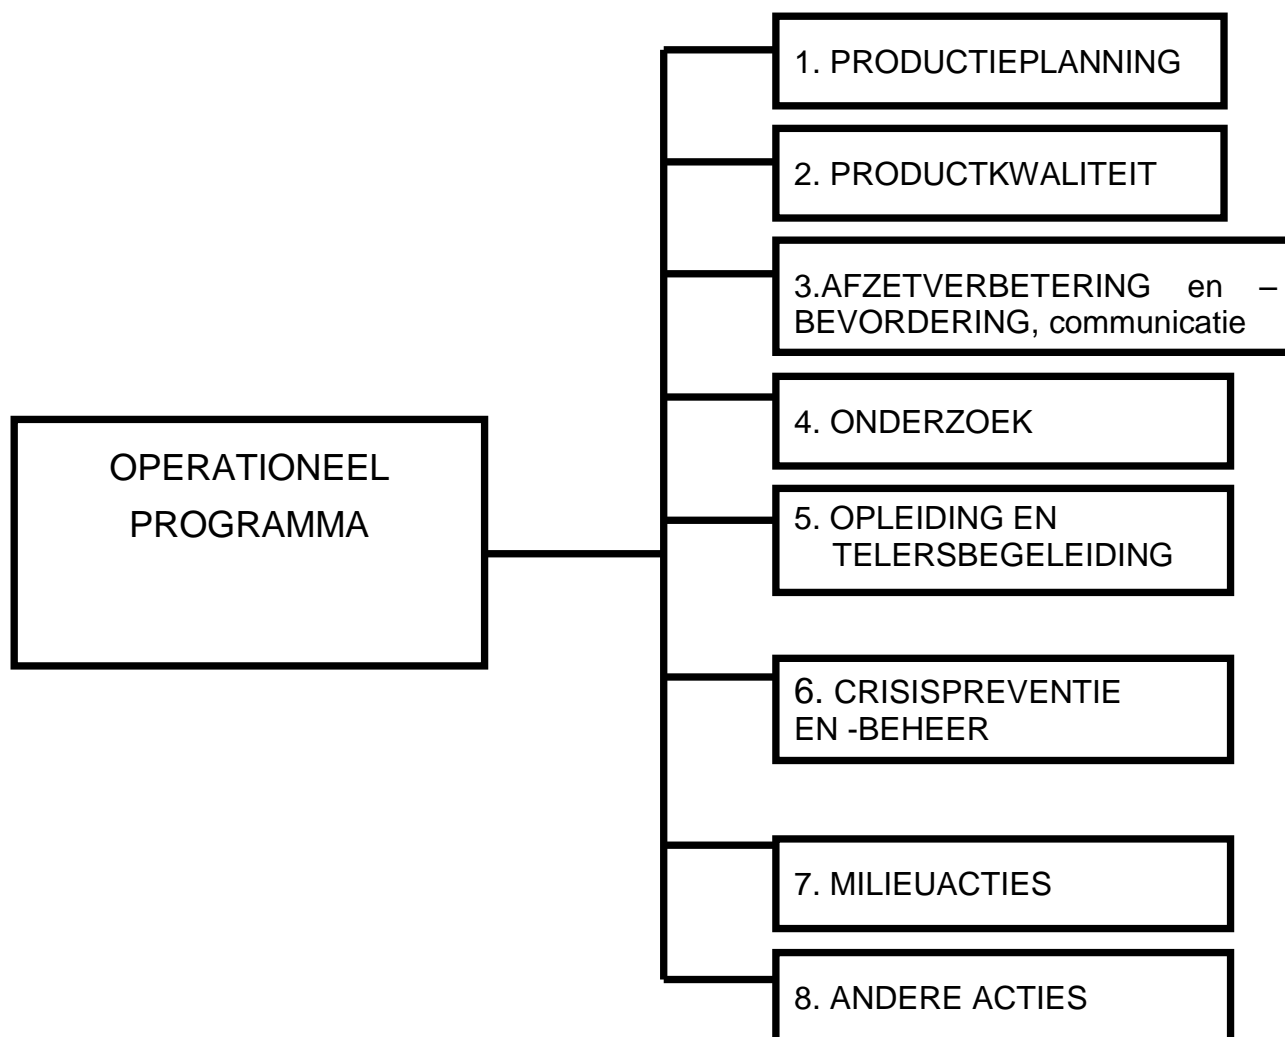 OPERATIONEEL
PROGRAMMA
1. PRODUCTIEPLANNING
2. PRODUCTKWALITEIT
3.AFZETVERBETERING en –
BEVORDERING, communicatie
4. ONDERZOEK
5. OPLEIDING EN
TELERSBEGELEIDING
6. CRISISPREVENTIE
EN -BEHEER
7. MILIEUACTIES
8. ANDERE ACTIES